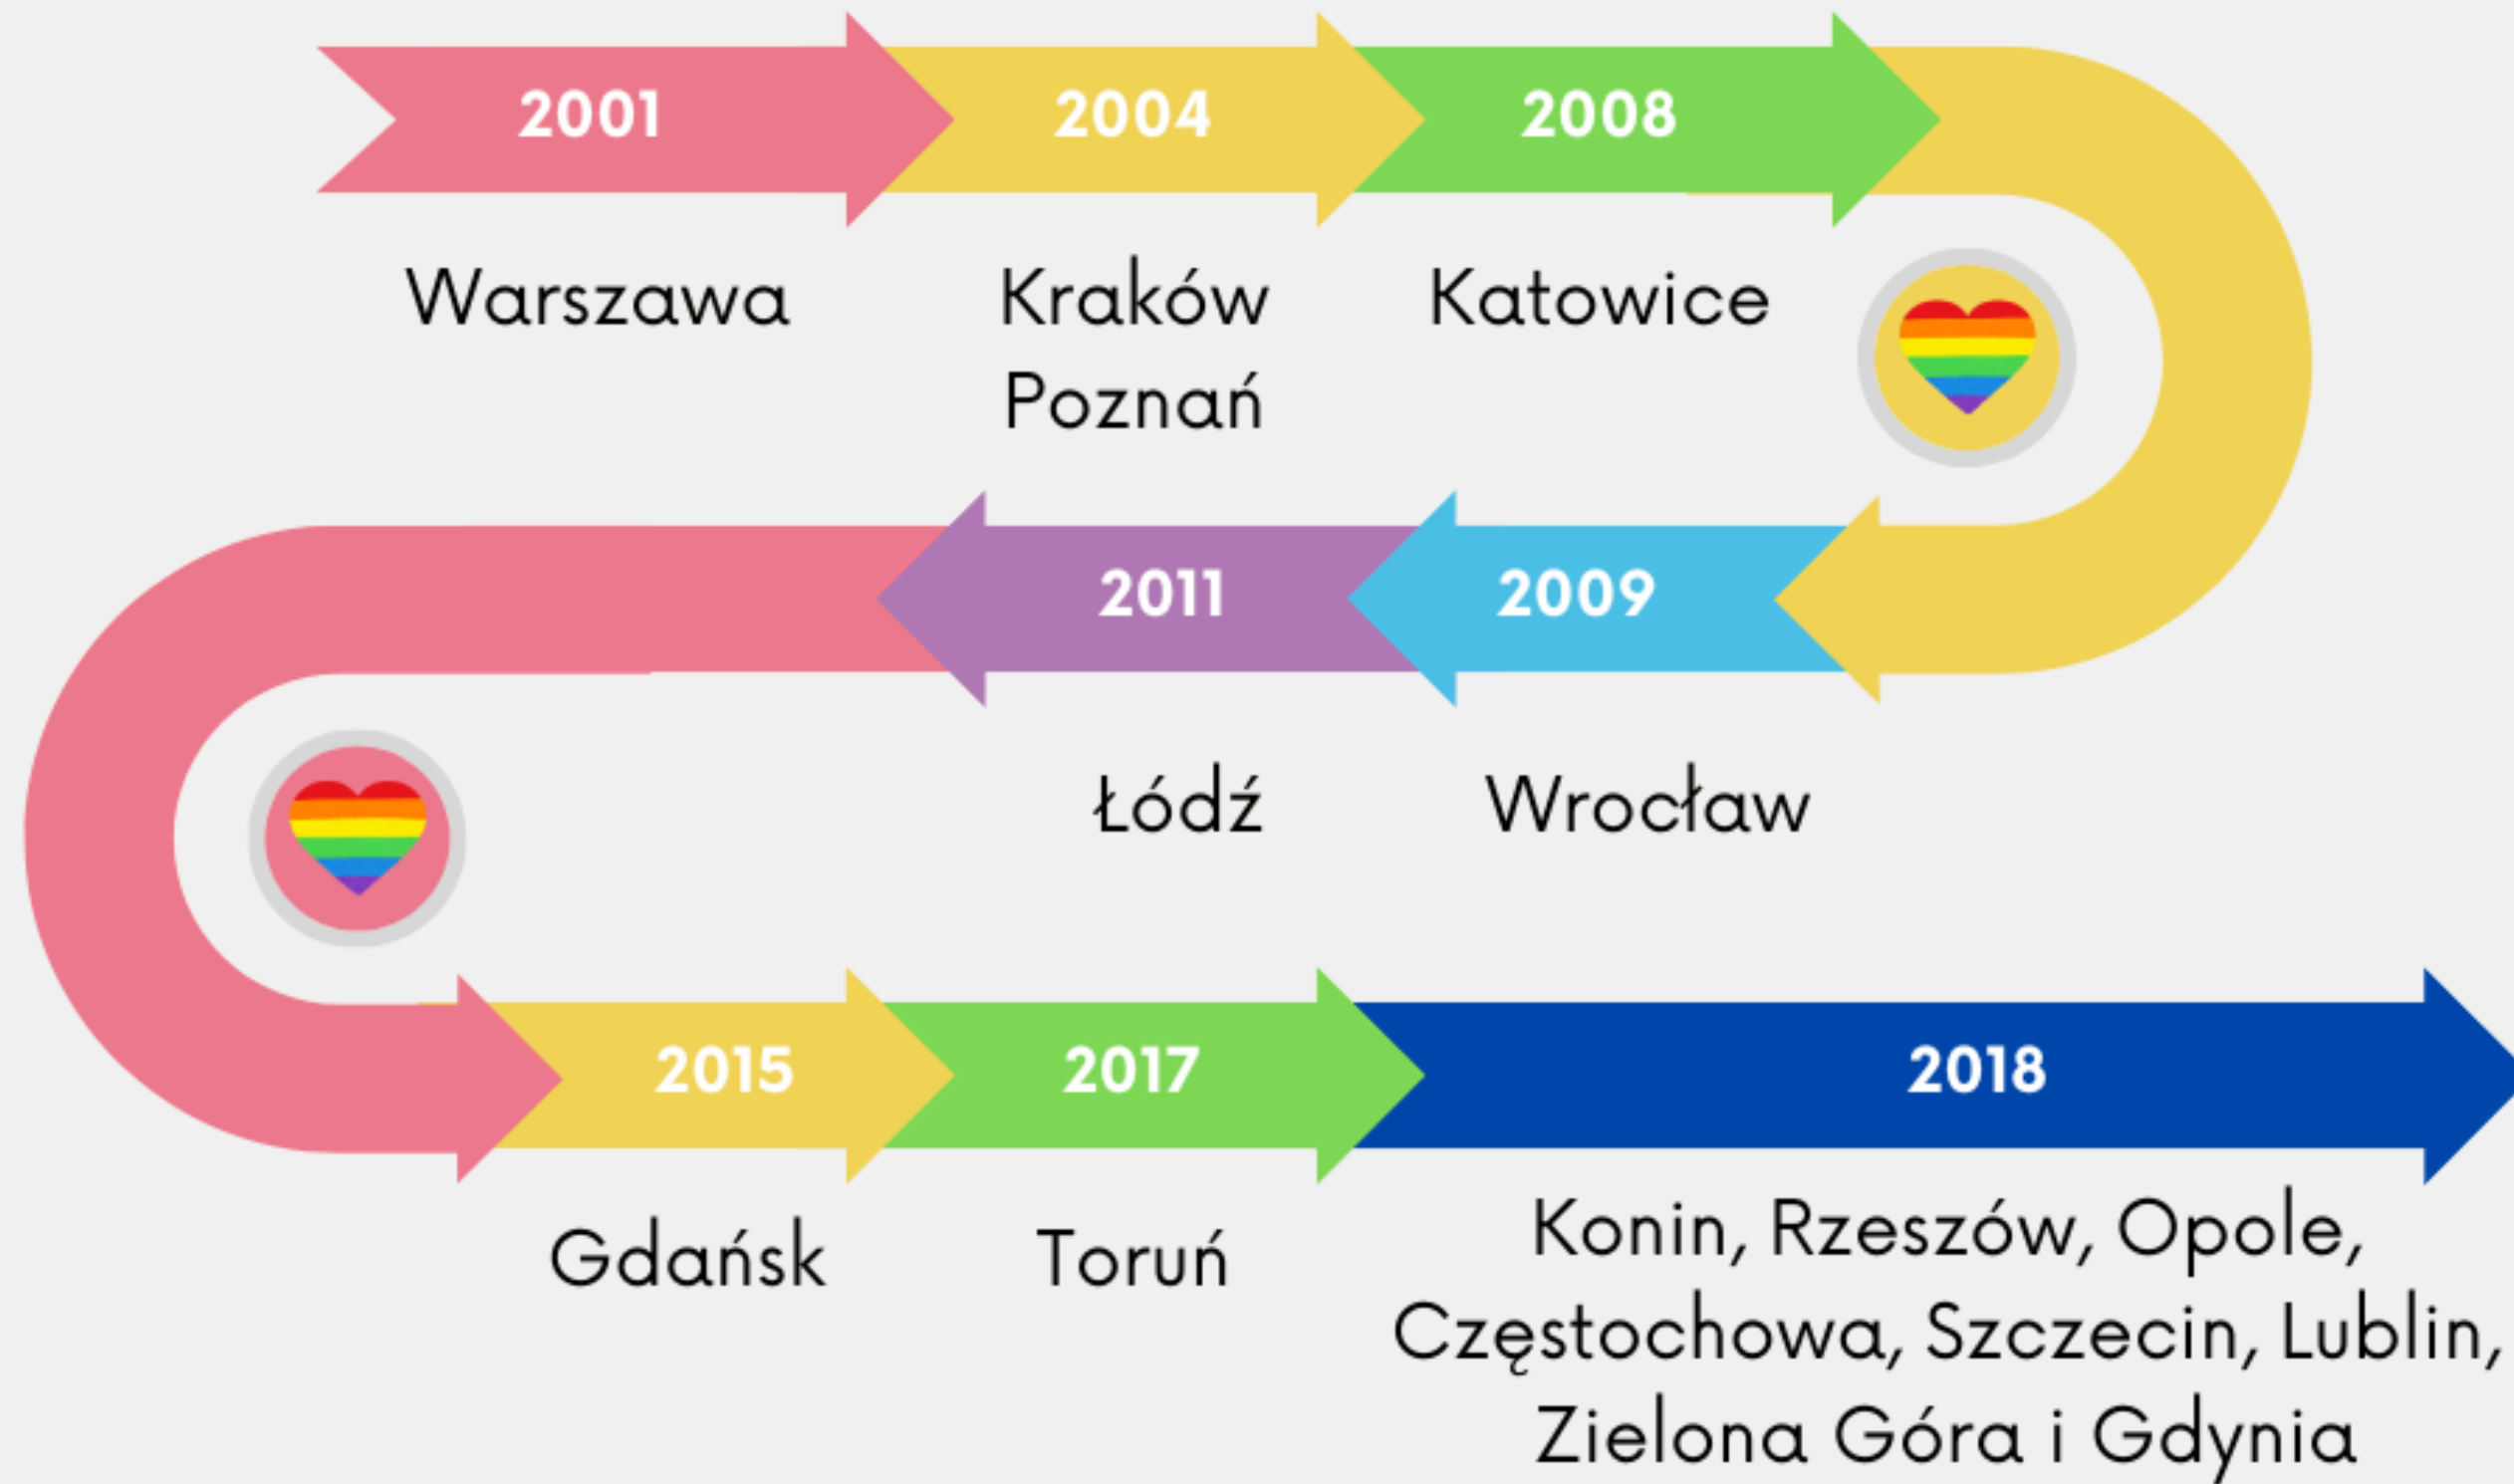 2001
2004
2008
Warszawa
Kraków
Poznań
Katowice
2011
2009
Łódź
Wrocław
2015
2017
2018
Gdańsk
Toruń
Konin, Rzeszów, Opole,
Częstochowa, Szczecin, Lublin,
Zielona Góra i Gdynia